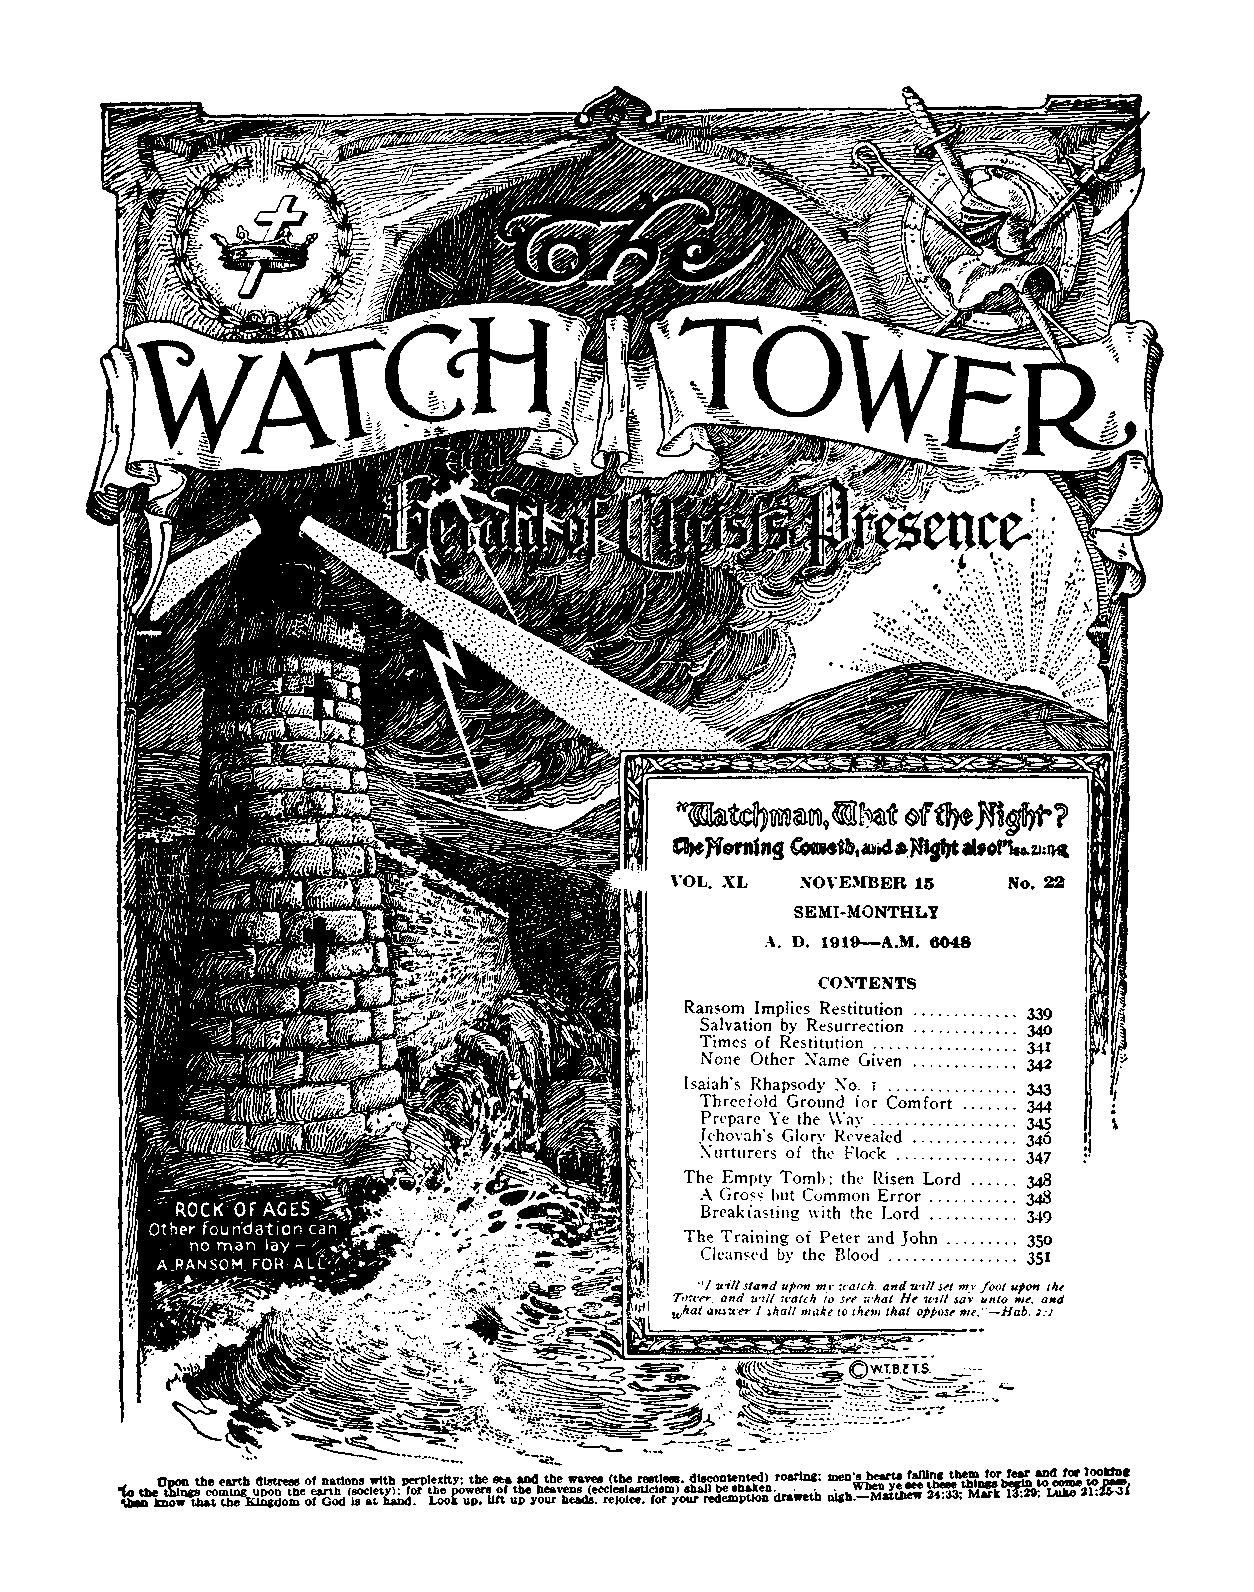 The
WATCH TOWER
and
Herald of Christ's Presence
"Watchman, What of the Night?
The Morning Cometh, and a Night also!"
VOL. XL NOVEMBER 15 No. 22
SEMI-MONTHLY
A. D. 1919—A.M. 6048
CONTENTS
Ransom Implies Restitution ............. 339
Salvation by Resurrection ............. 340
Times of Restitution .................. 341
None Other Name Given ............. 342
Isaiah's Rhapsody No. 1 ................ 343
Threefold Ground for Comfort ....... 344
Prepare Ye the Way .................. 345
Jehovah's Glory Revealed ............. 346
Nurturers of the Flock ............... 347
The Empty Tomb: the Risen Lord ...... 348
A Gross but Common Error ........... 348
Breakfasting with the Lord ........... 349
The Training of Peter and John ......... 350
Cleansed by the Blood ................ 351
"I will stand upon my watch, and will set my foot upon the
Tower, and will watch to see what He will say unto me, and
what answer I shall make to them that oppose me."—Hab. 2:1
ROCK OF AGES
Other foundation can
no man lay—
A RANSOM FOR ALL
©W.T.B.&T.S.
Upon the earth distress of nations with perplexity; the sea and the waves (the restless, discontented) roaring; men's hearts failing them for fear and for looking
to the things coming upon the earth (society); for the powers of the heavens (ecclesiasticism) shall be shaken. When ye see these things begin to come to pass,
then know that the Kingdom of God is at hand. Look up, lift up your heads, rejoice, for your redemption draweth nigh.—Matthew 24:33; Mark 13:29; Luke 21:25-31